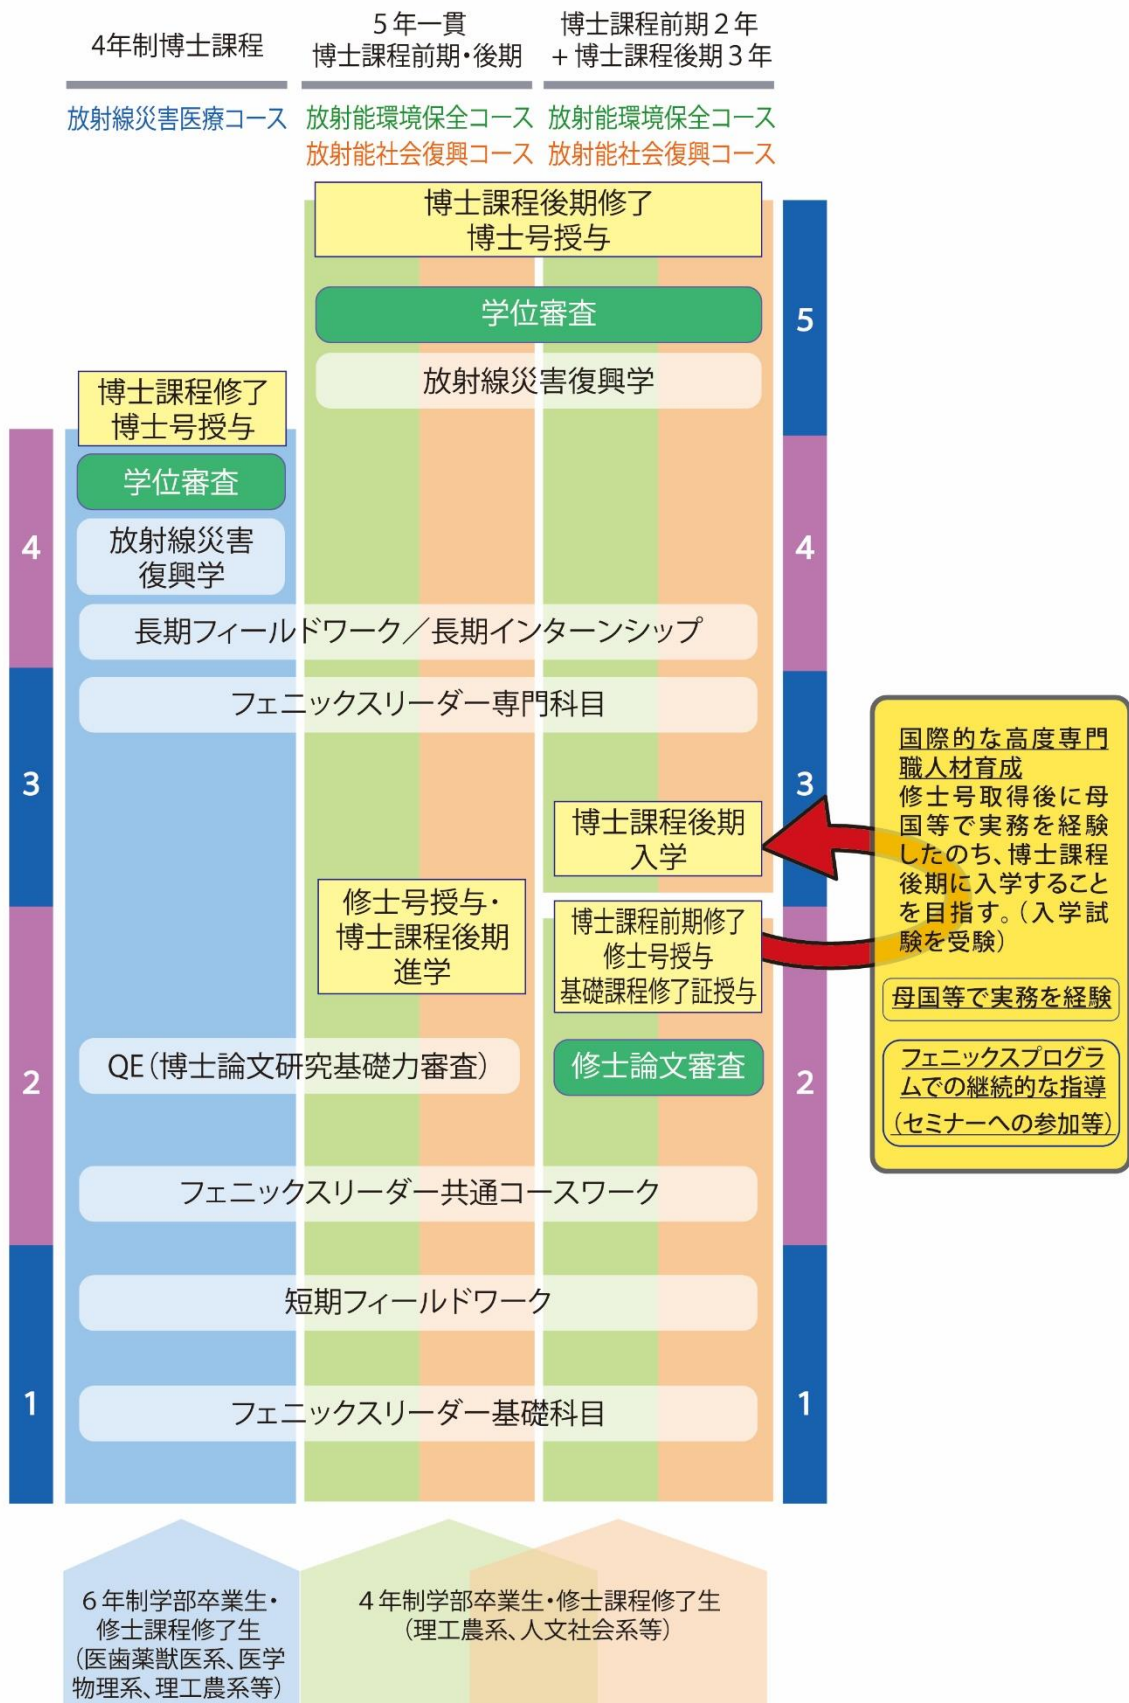 4年制博士課程
5年一貫
博士課程前期・後期
博士課程前期2年
+博士課程後期3年
放射線災害医療コース
放射能環境保全コース
放射能社会復興コース
放射能環境保全コース
放射能社会復興コース
博士課程後期修了
博士号授与
学位審査
5
放射線災害復興学
博士課程修了
博士号授与
学位審査
放射線災害
復興学
4
4
長期フィールドワーク／長期インターンシップ
フェニックスリーダー専門科目
3
3
博士課程後期
入学
修士号授与・
博士課程後期
進学
博士課程前期修了
修士号授与
基礎課程修了証授与
国際的な高度専門
職人材育成
修士号取得後に母
国等で実務を経験
したのち、博士課程
後期に入学すること
を目指す。（入学試
験を受験）
母国等で実務を経験
フェニックスプログラ
ムでの継続的な指導
（セミナーへの参加等）
QE（博士論文研究基礎力審査）
修士論文審査
2
2
フェニックスリーダー共通コースワーク
短期フィールドワーク
フェニックスリーダー基礎科目
1
1
6年制学部卒業生・
修士課程修了生
（医歯薬獣医系、医学
物理系、理工農系等）
4年制学部卒業生・修士課程修了生
（理工農系、人文社会系等）